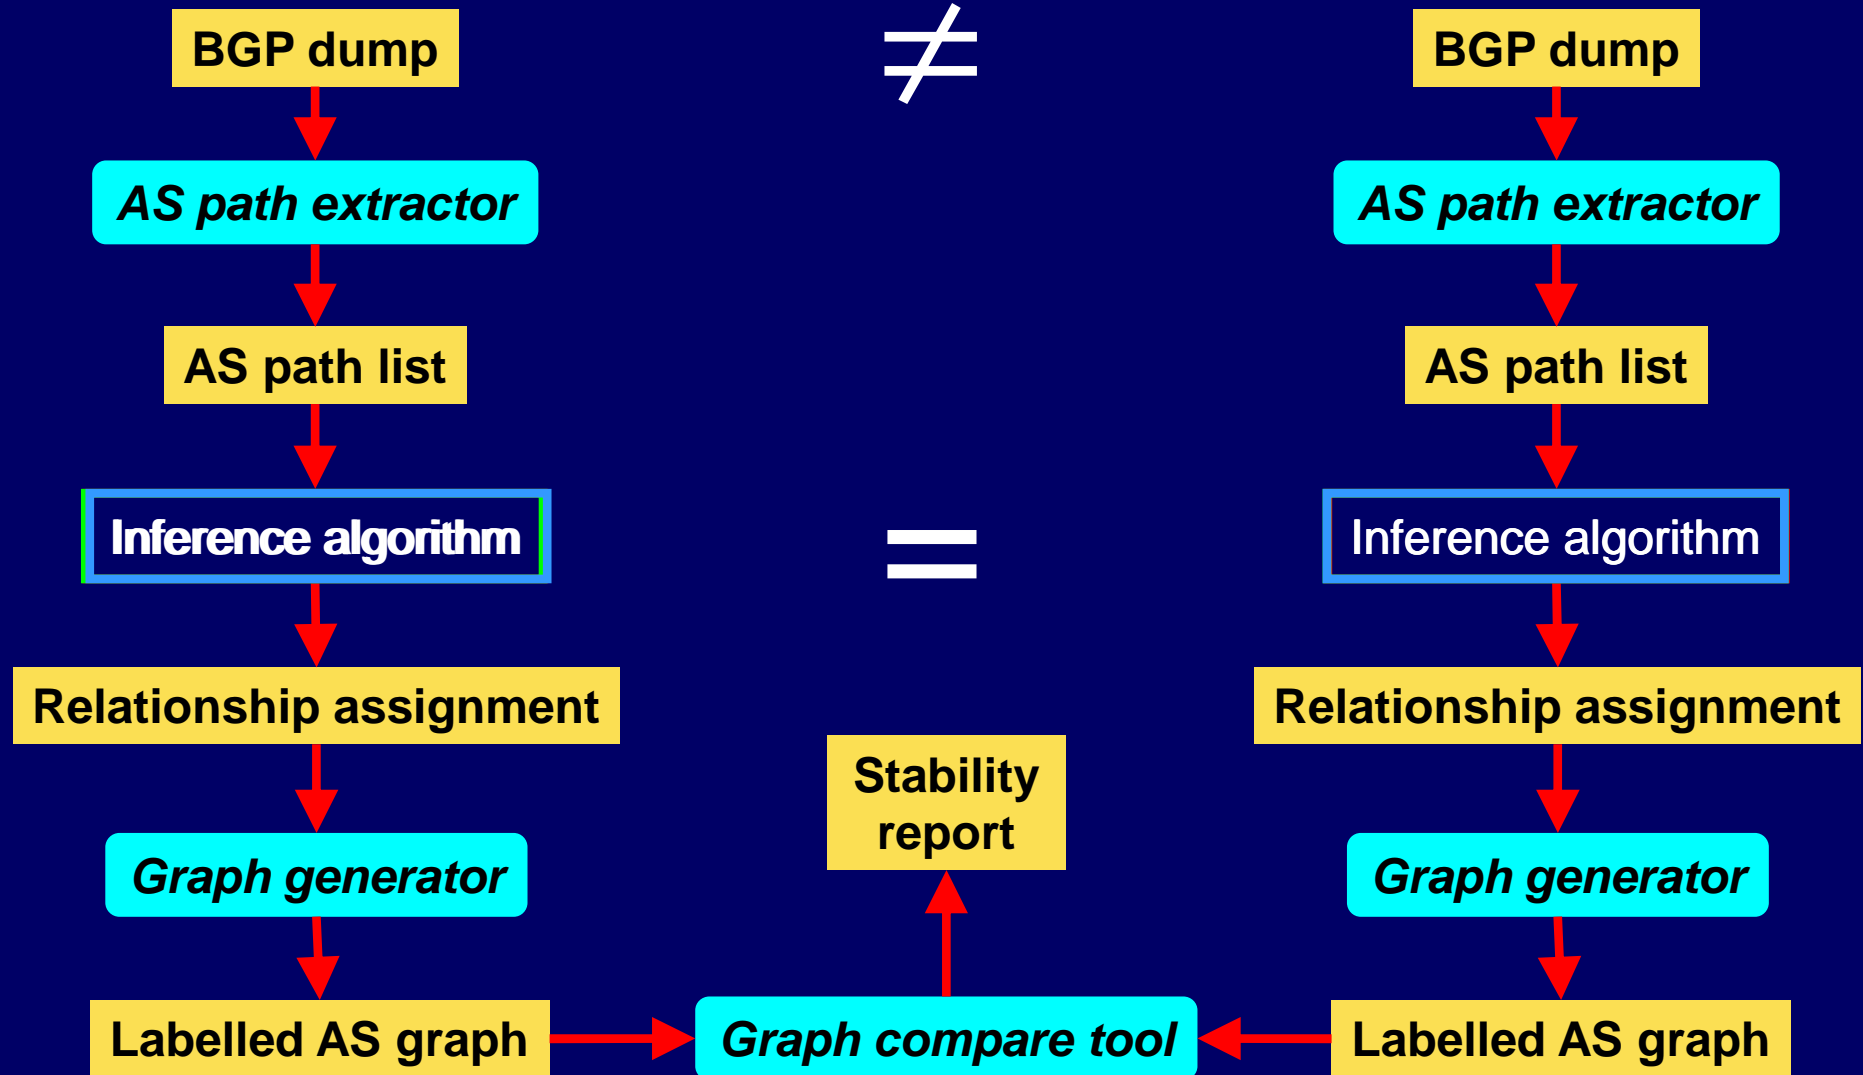 BGP dump
≠
BGP dump
AS path extractor
AS path extractor
AS path list
AS path list
Inference algorithm
=
Inference algorithm
Relationship assignment
Relationship assignment
Stability
report
Graph generator
Graph generator
Labelled AS graph
Graph compare tool
Labelled AS graph